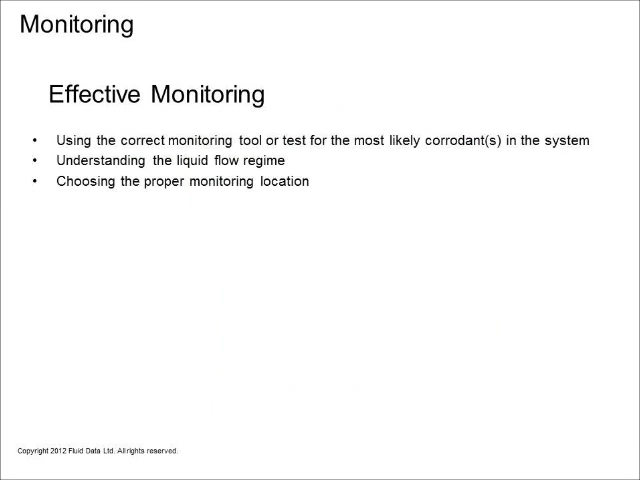 Monitoring
Effective Monitoring
• Using the correct monitoring tool or test for the most likely corrodant(s) in the system
• Understanding the liquid flow regime
• Choosing the proper monitoring location
Copyright 2012 Fluid Data Ltd. All rights reserved.